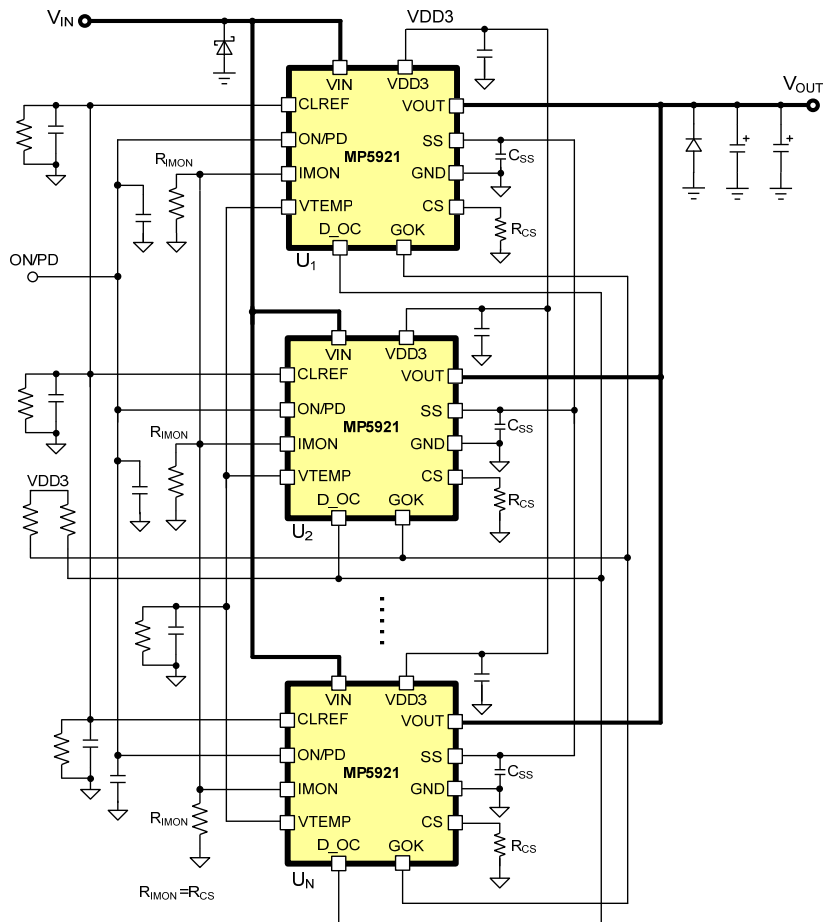 VIN
VDD3
VOUT
VIN
VDD3
CLREF
VOUT
ON/PD
SS
MP5921
CSS
RIMON
IMON
GND
VTEMP
CS
D_OC
GOK
RCS
U1
ON/PD
VIN
VDD3
CLREF
VOUT
ON/PD
SS
MP5921
CSS
RIMON
IMON
GND
VTEMP
CS
VDD3
D_OC
GOK
RCS
U2
VIN
VDD3
CLREF
VOUT
ON/PD
SS
MP5921
CSS
IMON
GND
RIMON
VTEMP
CS
D_OC
GOK
RCS
UN
RIMON=RCS